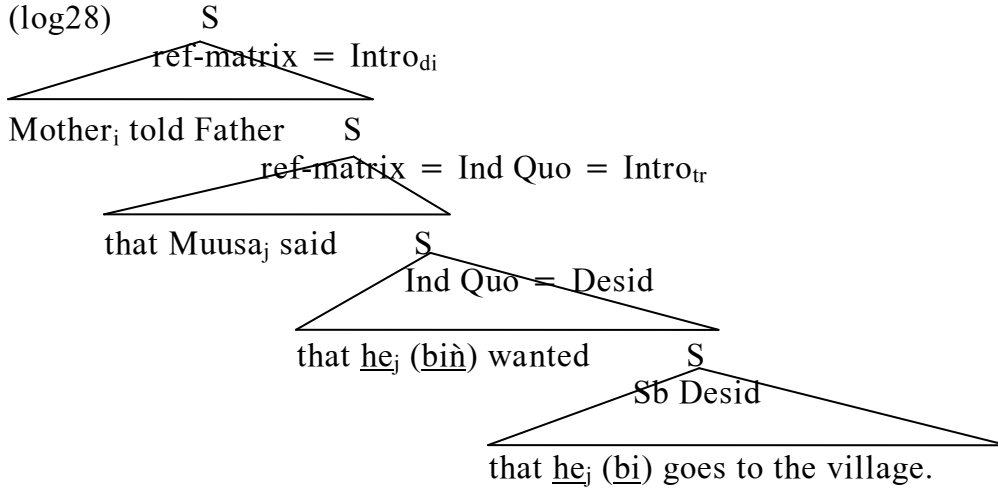 (log28) S
ref-matrix = Intro_di
Mother_i told Father S
ref-matrix = Ind Quo = Intro_tr
that Muusa_j said S
Ind Quo = Desid
that he_j (biǹ) wanted S
Sb Desid
that he_j (bi) goes to the village.